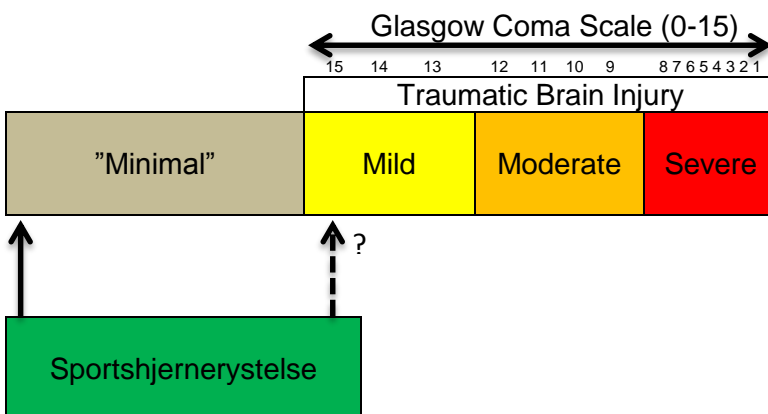 Glasgow Coma Scale (0-15)
15 14 13 12 11 10 9 8 7 6 5 4 3 2 1
Traumatic Brain Injury
”Minimal” Mild Moderate Severe
?
Sportshjernerystelse